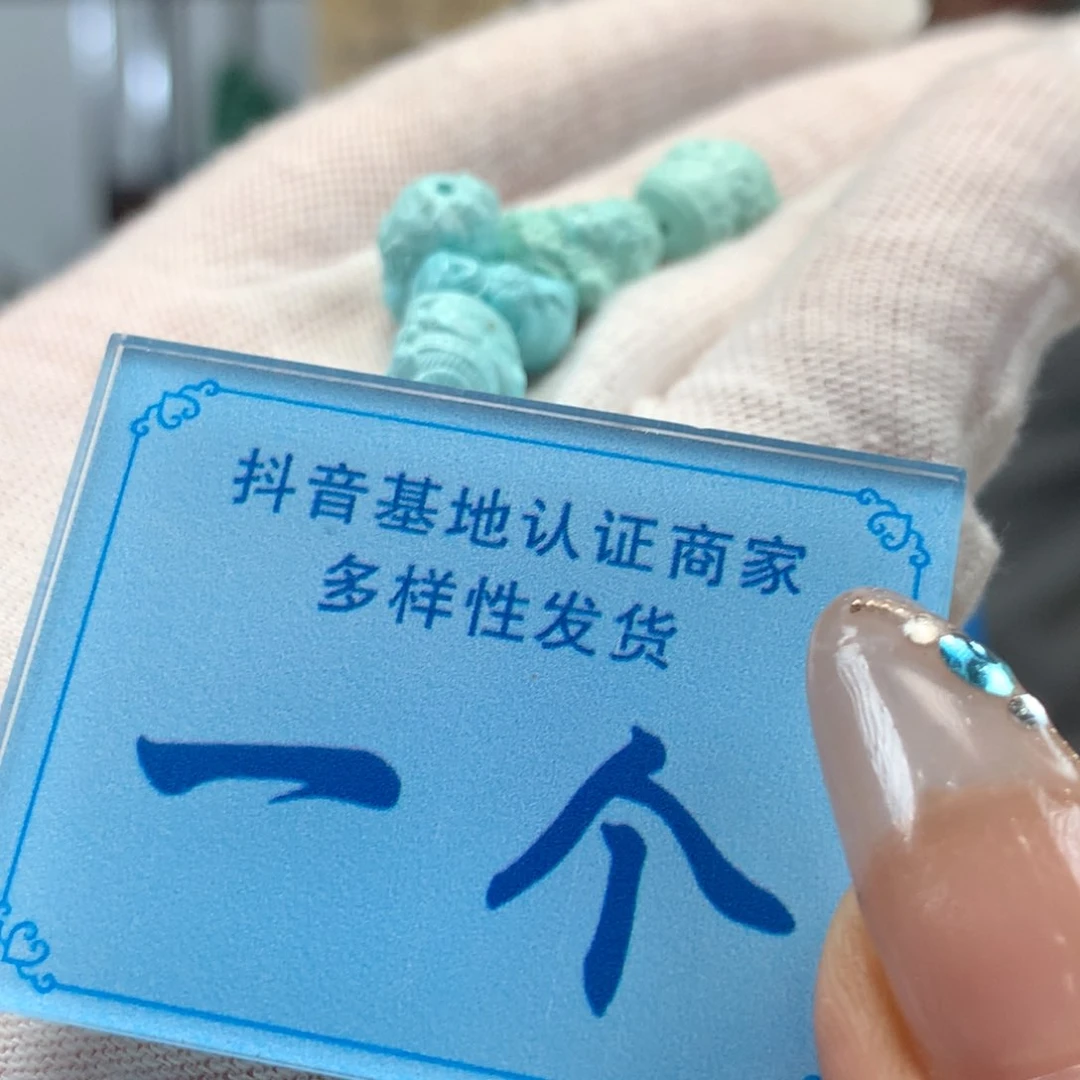 抖音基地认证商家
多样性发货
一个